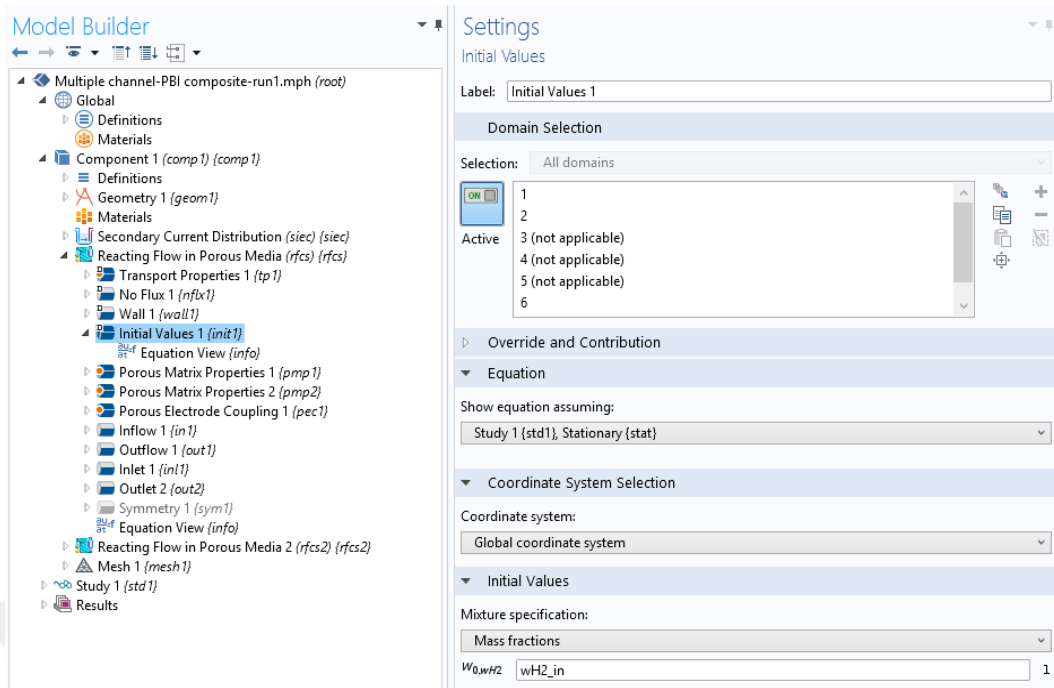 Model Builder
Multiple channel-PBI composite-run1.mph (root)
Global
Definitions
Materials
Component 1 (comp1) {comp1}
Definitions
Geometry 1 {geom1}
Materials
Secondary Current Distribution (siec) {siec}
Reacting Flow in Porous Media (rfcs) {rfcs}
Transport Properties 1 {tp1}
No Flux 1 {nflx1}
Wall 1 {wall1}
Initial Values 1 {init1}
Equation View {info}
Porous Matrix Properties 1 {pmp1}
Porous Matrix Properties 2 {pmp2}
Porous Electrode Coupling 1 {pec1}
Inflow 1 {in1}
Outflow 1 {out1}
Inlet 1 {inl1}
Outlet 2 {out2}
Symmetry 1 {sym1}
Equation View {info}
Reacting Flow in Porous Media 2 (rfcs2) {rfcs2}
Mesh 1 {mesh1}
Study 1 {std1}
Results
Settings
Initial Values
Label: Initial Values 1
Domain Selection
Selection: All domains
ON
Active
1
2
3 (not applicable)
4 (not applicable)
5 (not applicable)
6
Override and Contribution
Equation
Show equation assuming:
Study 1 {std1}, Stationary {stat}
Coordinate System Selection
Coordinate system:
Global coordinate system
Initial Values
Mixture specification:
Mass fractions
W0,wH2 wH2_in 1